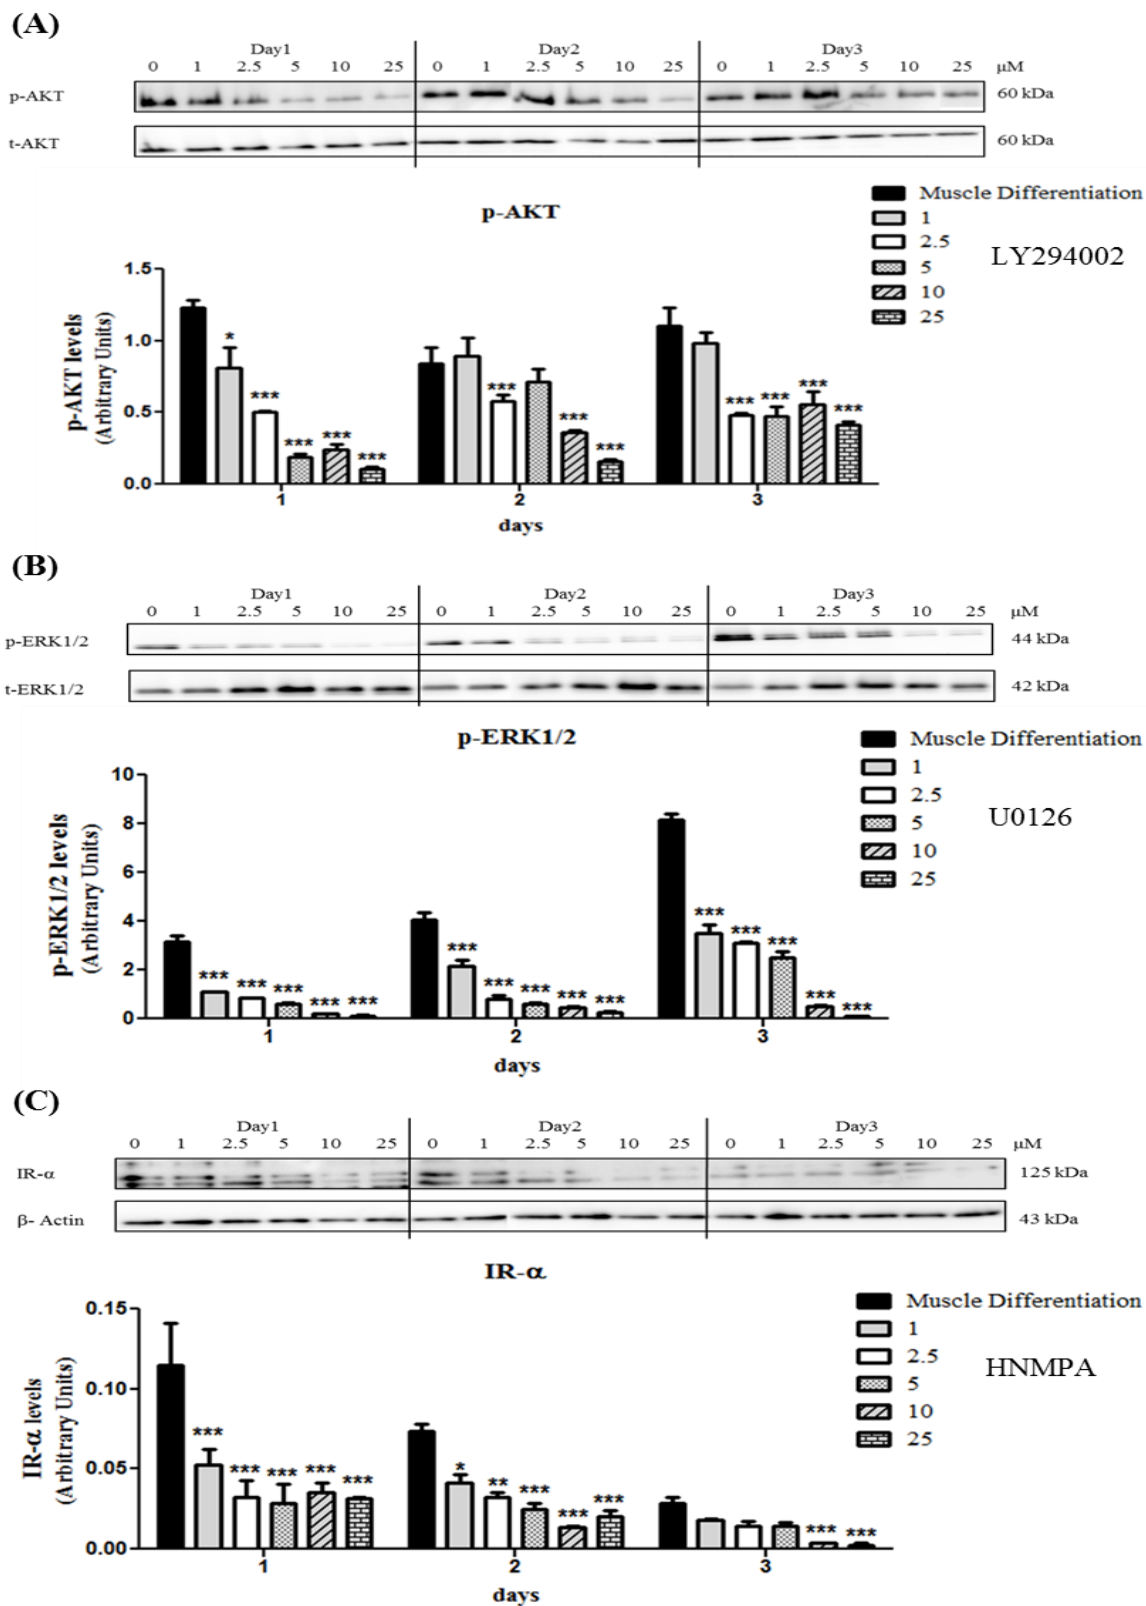 (A)
Day1 Day2 Day3
0 1 2.5 5 10 25 0 1 2.5 5 10 25 0 1 2.5 5 10 25 μM
p-AKT 60 kDa
t-AKT 60 kDa
p-AKT
Muscle Differentiation
1
2.5
5
10
25
LY294002
p-AKT levels
(Arbitrary Units)
1.5
1.0
0.5
0.0
* *** *** *** *** *** *** *** *** *** *** ***
1 2 3
days
(B)
Day1 Day2 Day3
0 1 2.5 5 10 25 0 1 2.5 5 10 25 0 1 2.5 5 10 25 μM
p-ERK1/2 44 kDa
t-ERK1/2 42 kDa
p-ERK1/2
Muscle Differentiation
1
2.5
5
10
25
U0126
p-ERK1/2 levels
(Arbitrary Units)
10
8
6
4
2
0
*** *** *** *** *** *** *** *** *** *** *** *** *** *** ***
1 2 3
days
(C)
Day1 Day2 Day3
0 1 2.5 5 10 25 0 1 2.5 5 10 25 0 1 2.5 5 10 25 μM
IR-α 125 kDa
β- Actin 43 kDa
IR-α
Muscle Differentiation
1
2.5
5
10
25
HNMPA
IR-α levels
(Arbitrary Units)
0.15
0.10
0.05
0.00
*** *** *** *** *** * ** *** *** *** *** ***
1 2 3
days